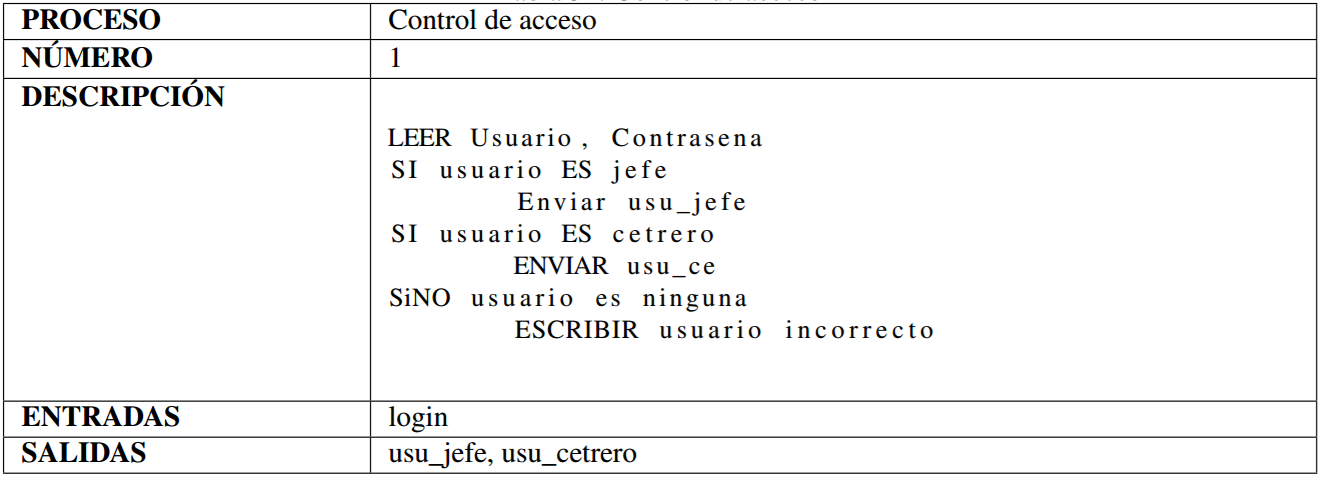 PROCESO Control de acceso
NÚMERO 1
DESCRIPCIÓN
LEER Usuario, Contrasena
SI usuario ES jefe
Enviar usu_jefe
SI usuario ES cetrero
ENVIAR usu_ce
SiNO usuario es ninguna
ESCRIBIR usuario incorrecto
ENTRADAS login
SALIDAS usu_jefe, usu_cetrero